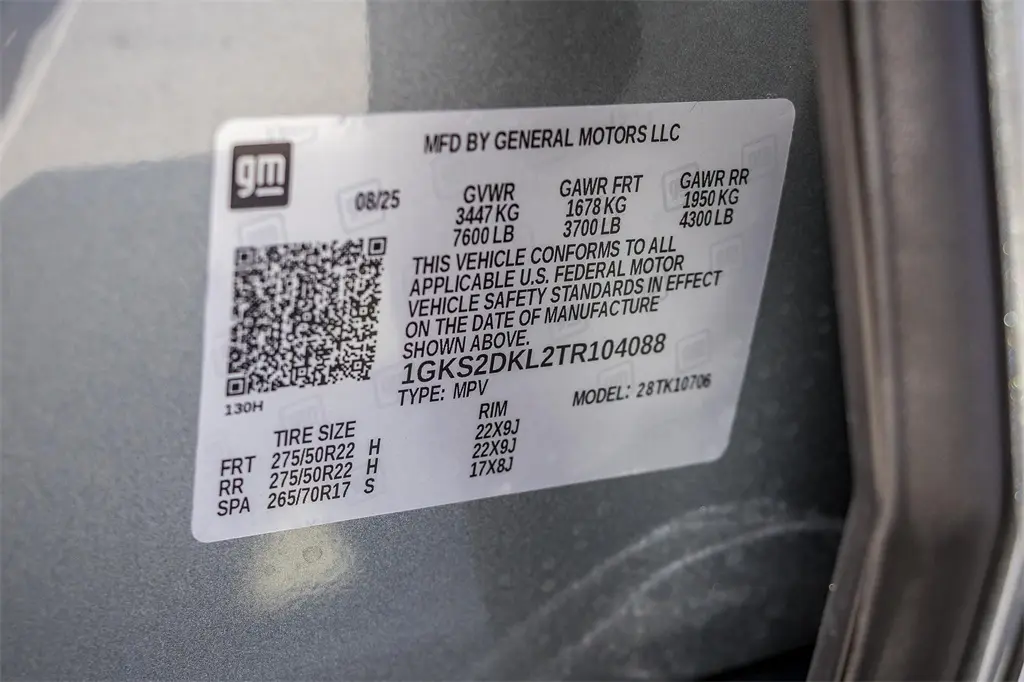 MFD BY GENERAL MOTORS LLC
gm
08/25
GVWR GAWR FRT GAWR RR
3447 KG 1678 KG 1950 KG
7600 LB 3700 LB 4300 LB
THIS VEHICLE CONFORMS TO ALL
APPLICABLE U.S. FEDERAL MOTOR
VEHICLE SAFETY STANDARDS IN EFFECT
ON THE DATE OF MANUFACTURE
SHOWN ABOVE.
1GKS2DKL2TR104088
TYPE: MPV MODEL: 28TK10706
130H
TIRE SIZE RIM
FRT 275/50R22 H 22X9J
RR 275/50R22 H 22X9J
SPA 265/70R17 S 17X8J